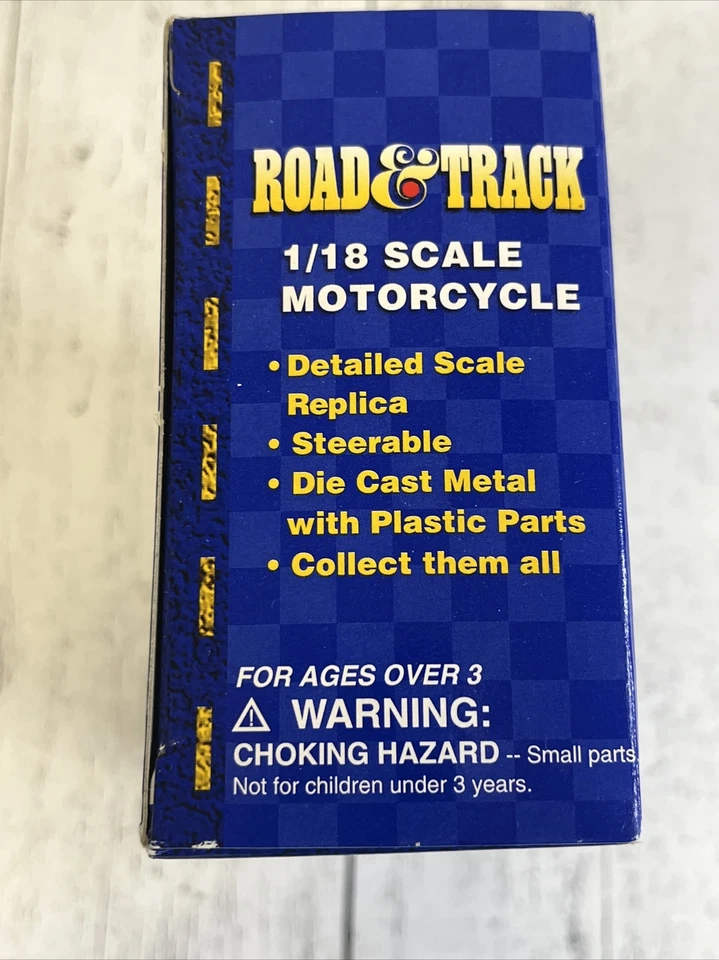 ROAD & TRACK
1/18 SCALE
MOTORCYCLE
• Detailed Scale
Replica
• Steerable
• Die Cast Metal
with Plastic Parts
• Collect them all
FOR AGES OVER 3
⚠ WARNING:
CHOKING HAZARD -- Small parts
Not for children under 3 years.